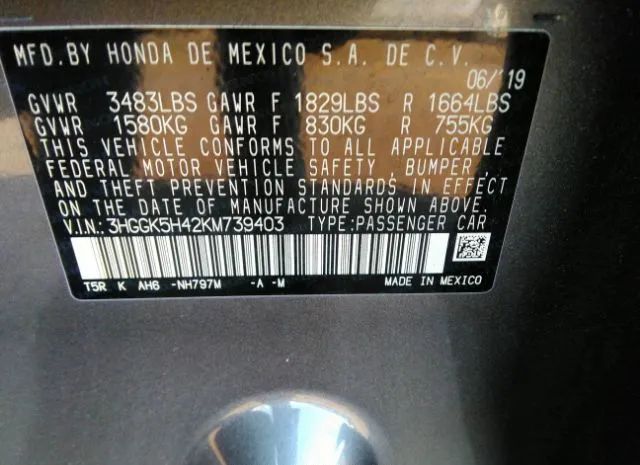 MFD.BY HONDA DE MEXICO S.A. DE C.V.
06/19
GVWR 3483LBS GAWR F 1829LBS R 1664LBS
GVWR 1580KG GAWR F 830KG R 755KG
THIS VEHICLE CONFORMS TO ALL APPLICABLE
FEDERAL MOTOR VEHICLE SAFETY, BUMPER,
AND THEFT PREVENTION STANDARDS IN EFFECT
ON THE DATE OF MANUFACTURE SHOWN ABOVE.
V.IN.:3HGGK5H42KM739403 TYPE:PASSENGER CAR
T5R K AH6 -NH797M -A -M MADE IN MEXICO